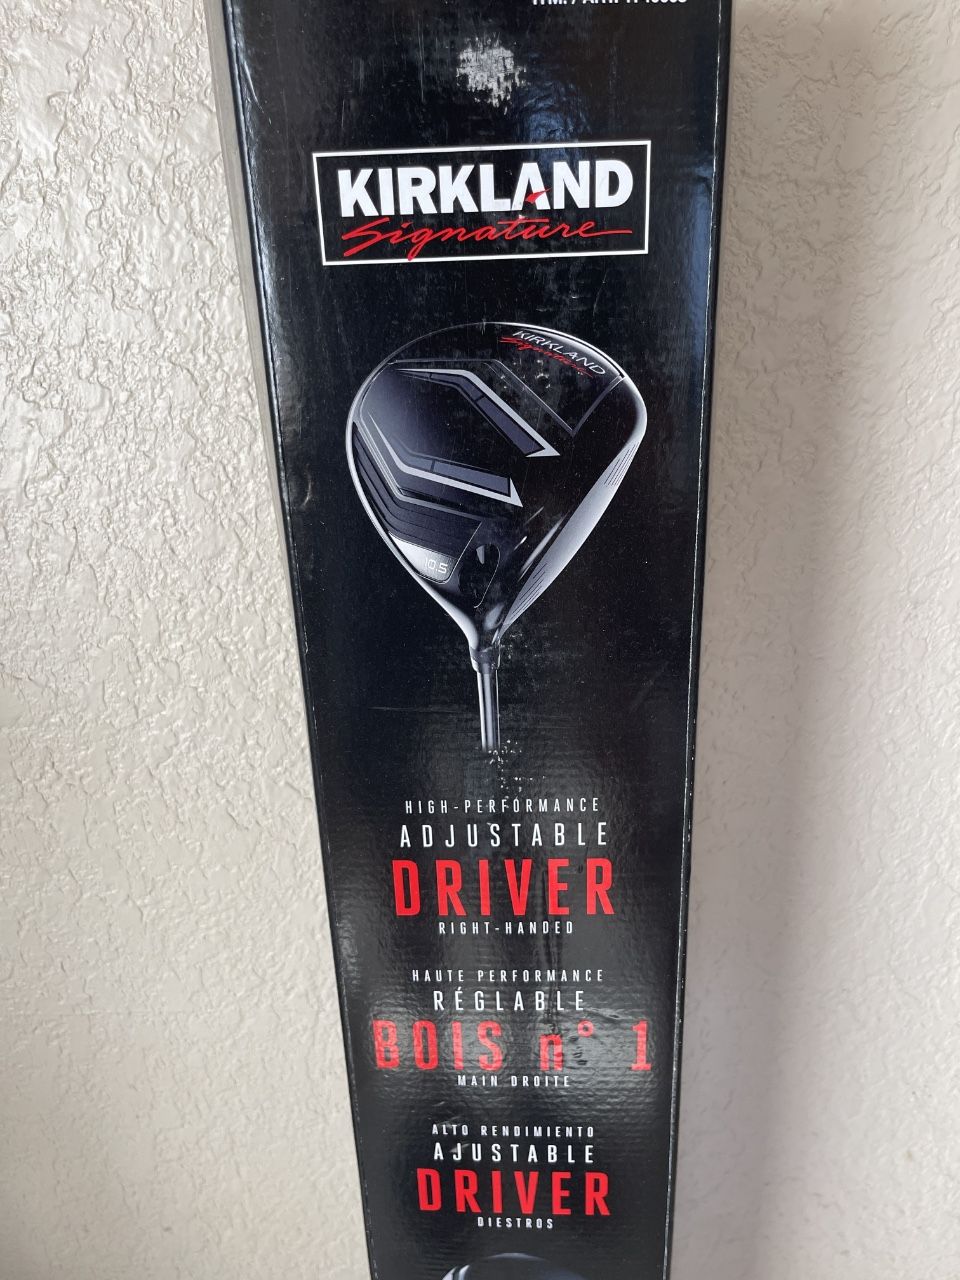 KIRKLAND
Signature
KIRKLAND
Signature
10.5
HIGH-PERFORMANCE
ADJUSTABLE
DRIVER
RIGHT-HANDED
HAUTE PERFORMANCE
RÉGLABLE
BOIS n° 1
MAIN DROITE
ALTO RENDIMIENTO
AJUSTABLE
DRIVER
DIESTROS